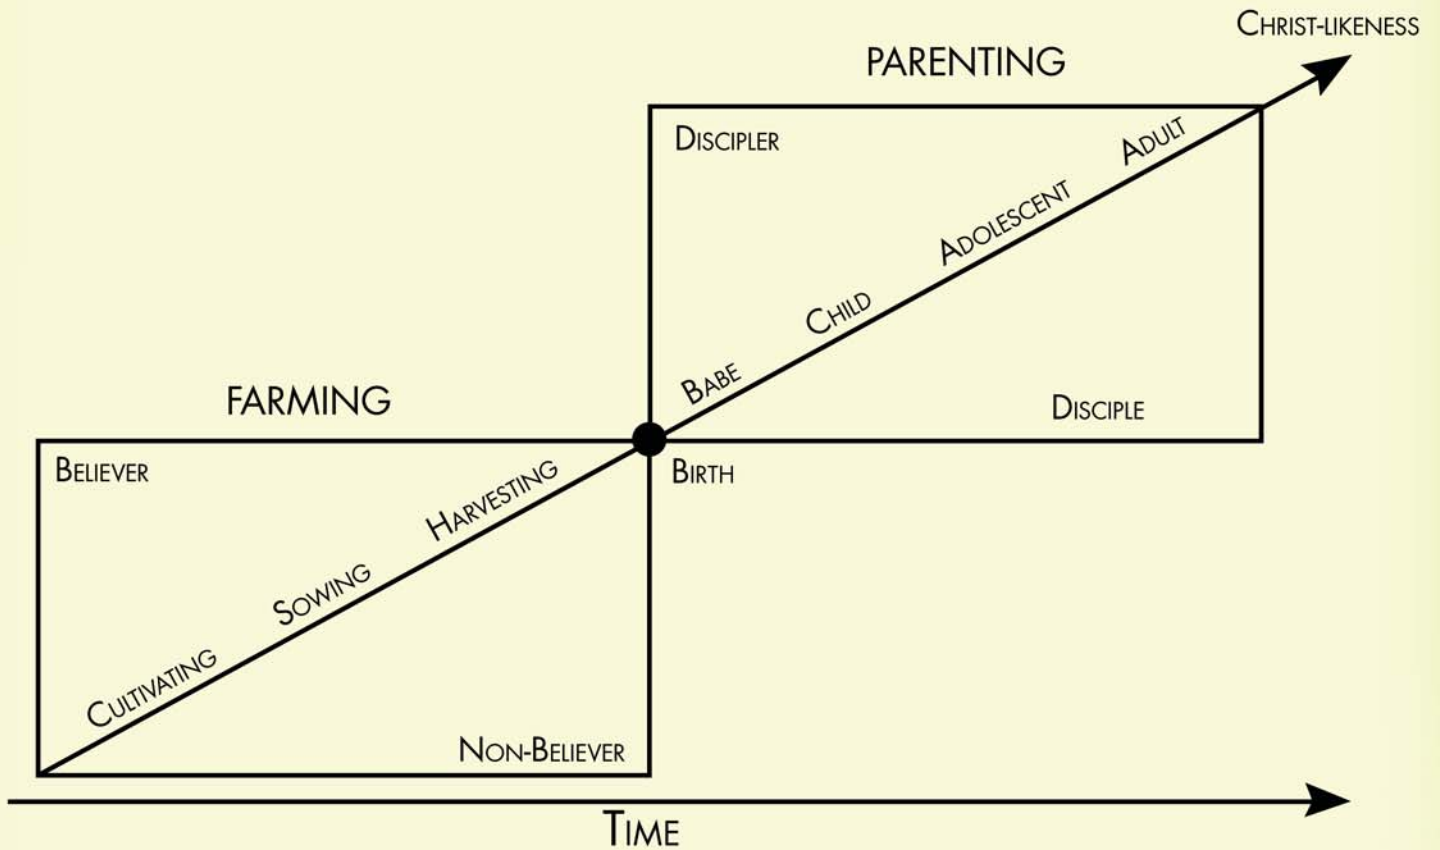 CHRIST-LIKENESS
PARENTING
DISCIPLER
ADULT
ADOLESCENT
CHILD
BABE
DISCIPLE
FARMING
BELIEVER
BIRTH
HARVESTING
SOWING
CULTIVATING
NON-BELIEVER
TIME